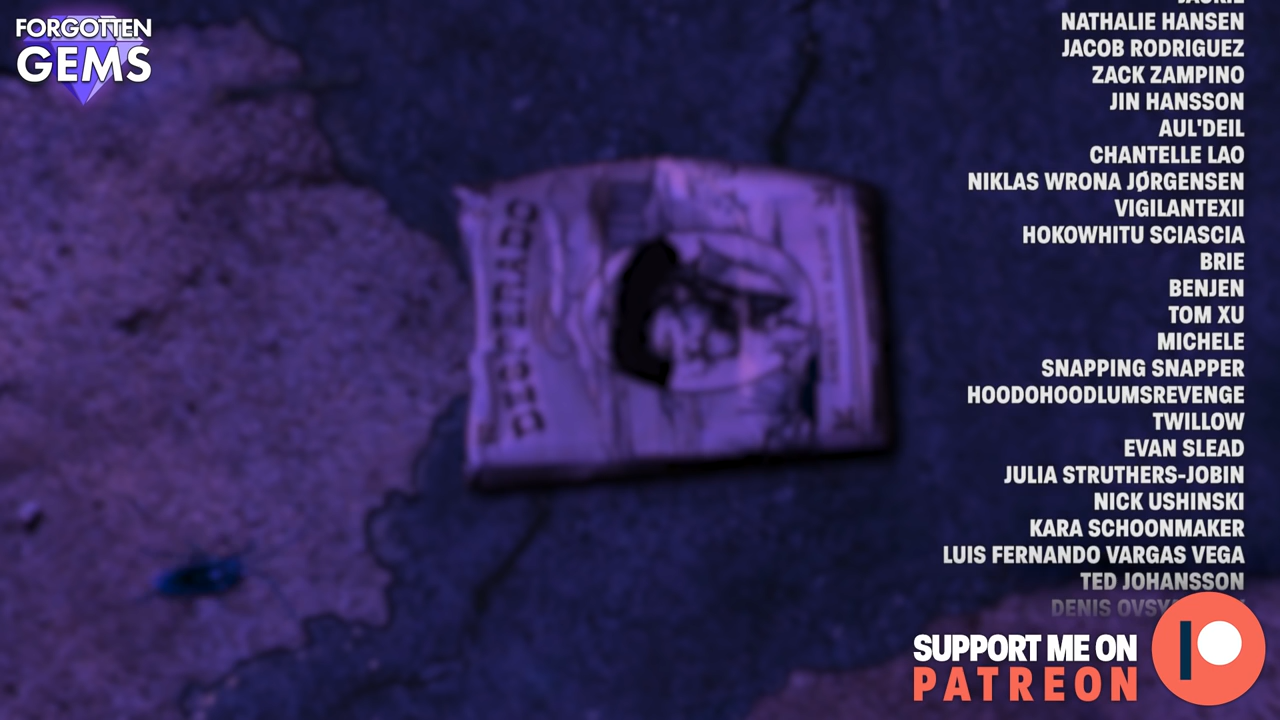 FORGOTTEN
GEMS
JACKIE
NATHALIE HANSEN
JACOB RODRIGUEZ
ZACK ZAMPINO
JIN HANSSON
AUL'DEIL
CHANTELLE LAO
NIKLAS WRONA JØRGENSEN
VIGILANTEXII
HOKOWHITU SCIASCIA
BRIE
BENJEN
TOM XU
MICHELE
SNAPPING SNAPPER
HOODOHOODLUMSREVENGE
TWILLOW
EVAN SLEAD
JULIA STRUTHERS-JOBIN
NICK USHINSKI
KARA SCHOONMAKER
LUIS FERNANDO VARGAS VEGA
TED JOHANSSON
DENIS
SUPPORT ME ON
PATREON